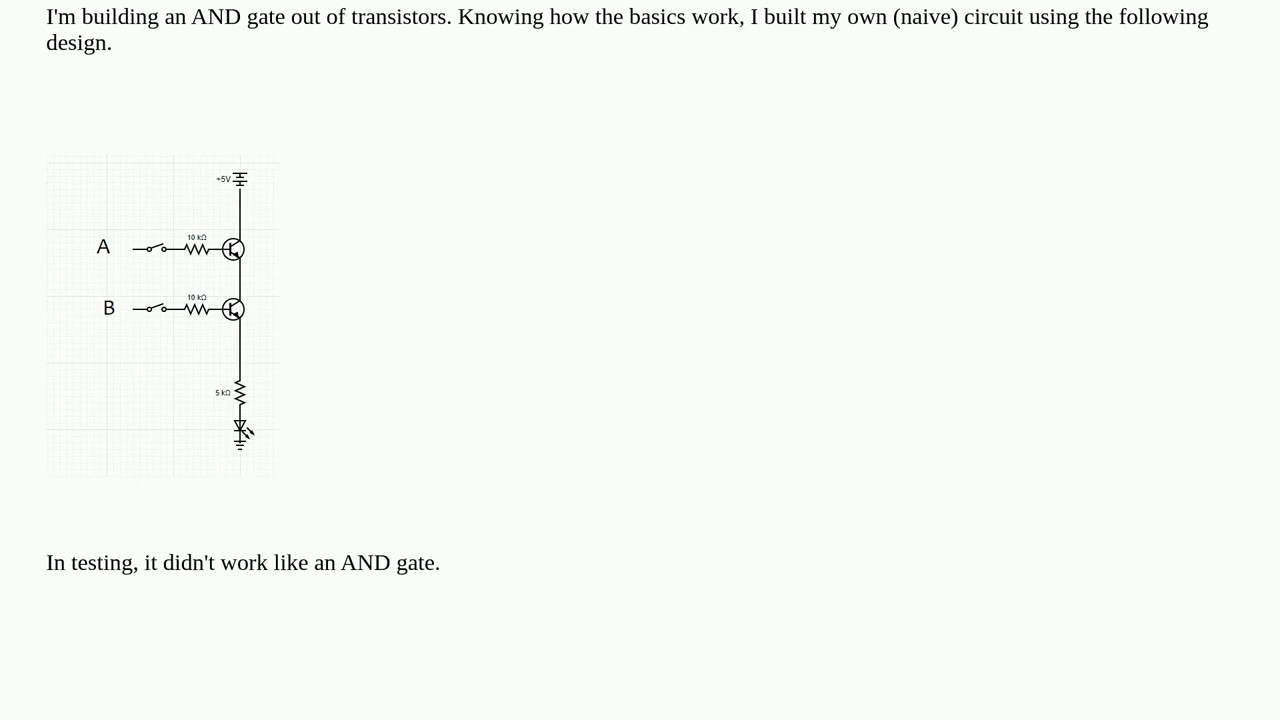 I'm building an AND gate out of transistors. Knowing how the basics work, I built my own (naive) circuit using the following
design.
+5V
10 kΩ
A
10 kΩ
B
5 kΩ
In testing, it didn't work like an AND gate.